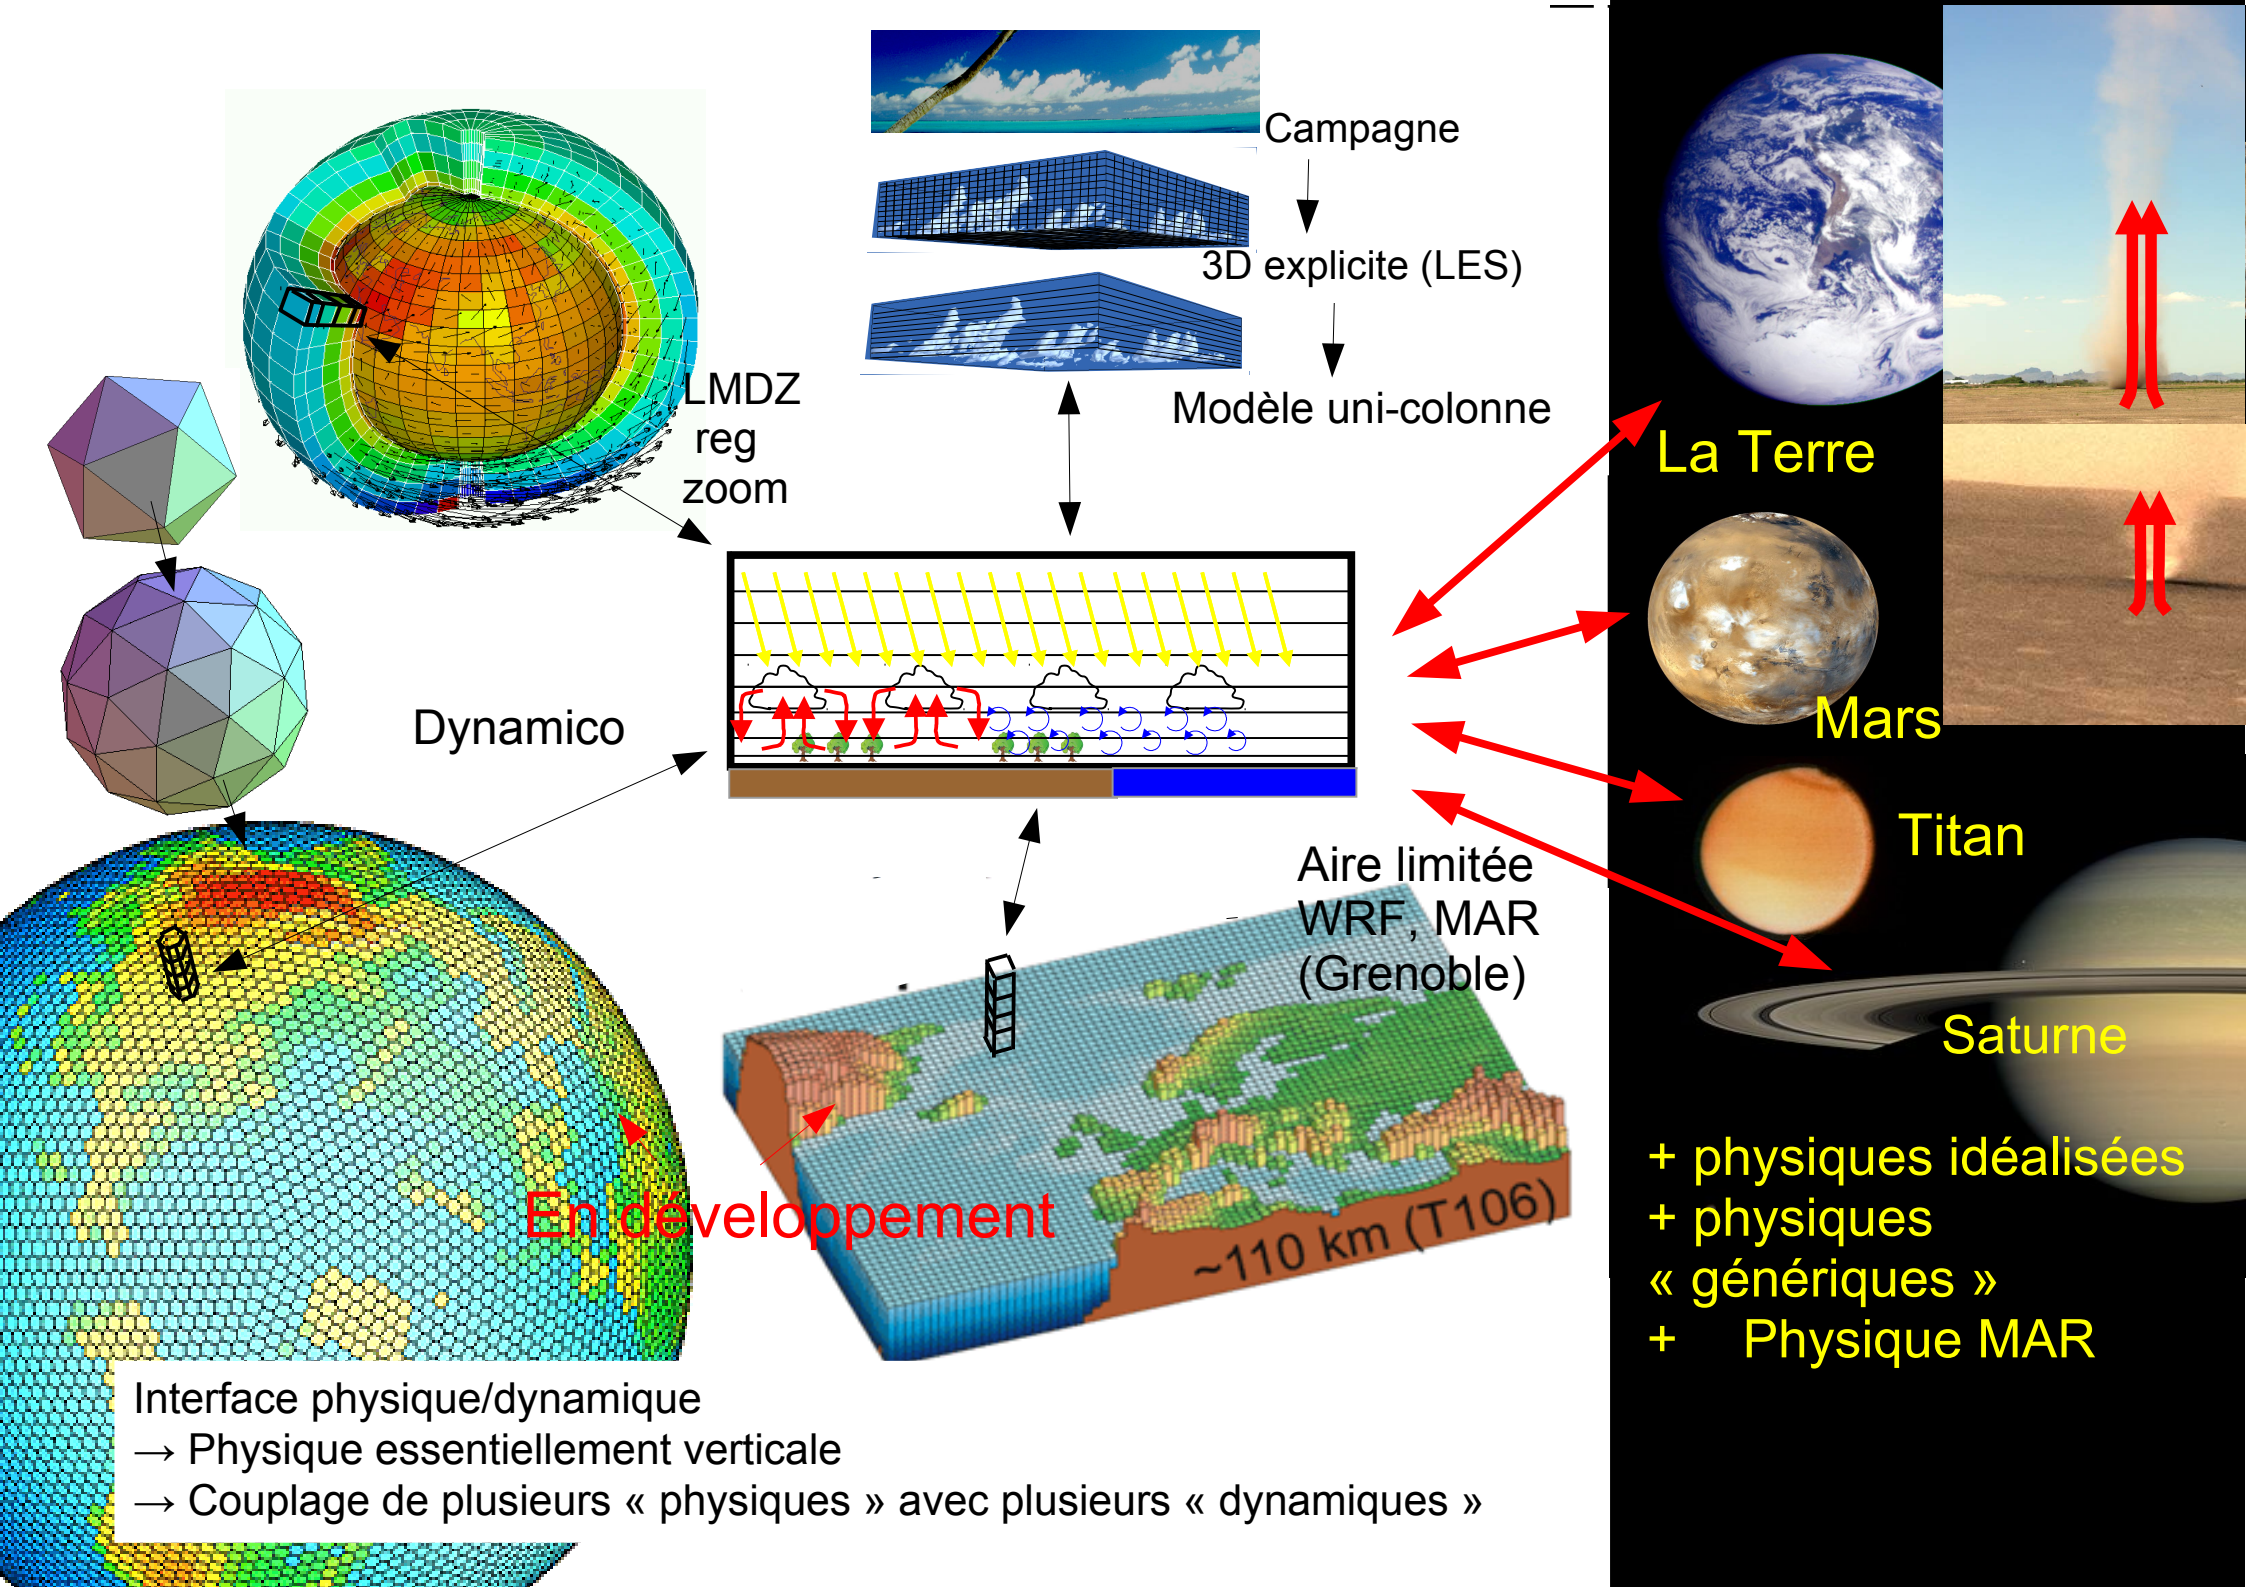 Campagne
3D explicite (LES)
Modèle uni-colonne
LMDZ
reg
zoom
Dynamico
Aire limitée
WRF, MAR
(Grenoble)
~110 km (T106)
En développement
Interface physique/dynamique
→ Physique essentiellement verticale
→ Couplage de plusieurs « physiques » avec plusieurs « dynamiques »
La Terre
Mars
Titan
Saturne
+ physiques idéalisées
+ physiques
« génériques »
+ Physique MAR